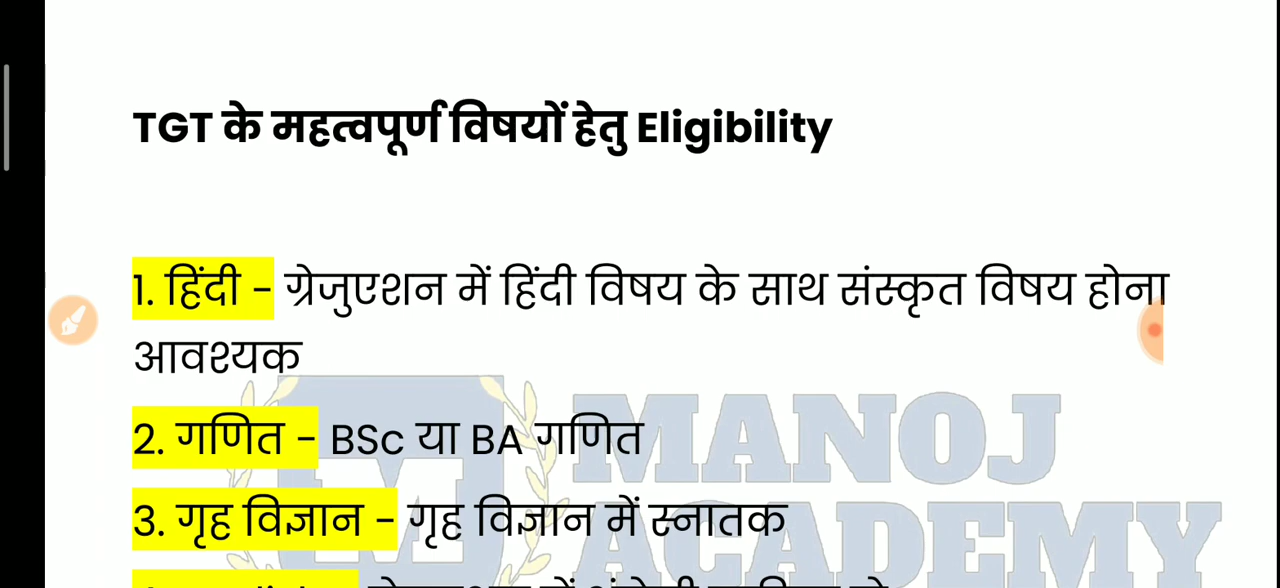 TGT के महत्वपूर्ण विषयों हेतु Eligibility
1. हिंदी - ग्रेजुएशन में हिंदी विषय के साथ संस्कृत विषय होना
आवश्यक
2. गणित - BSc या BA गणित
MANOJ
3. गृह विज्ञान - गृह विज्ञान में स्नातक
ACADEMY